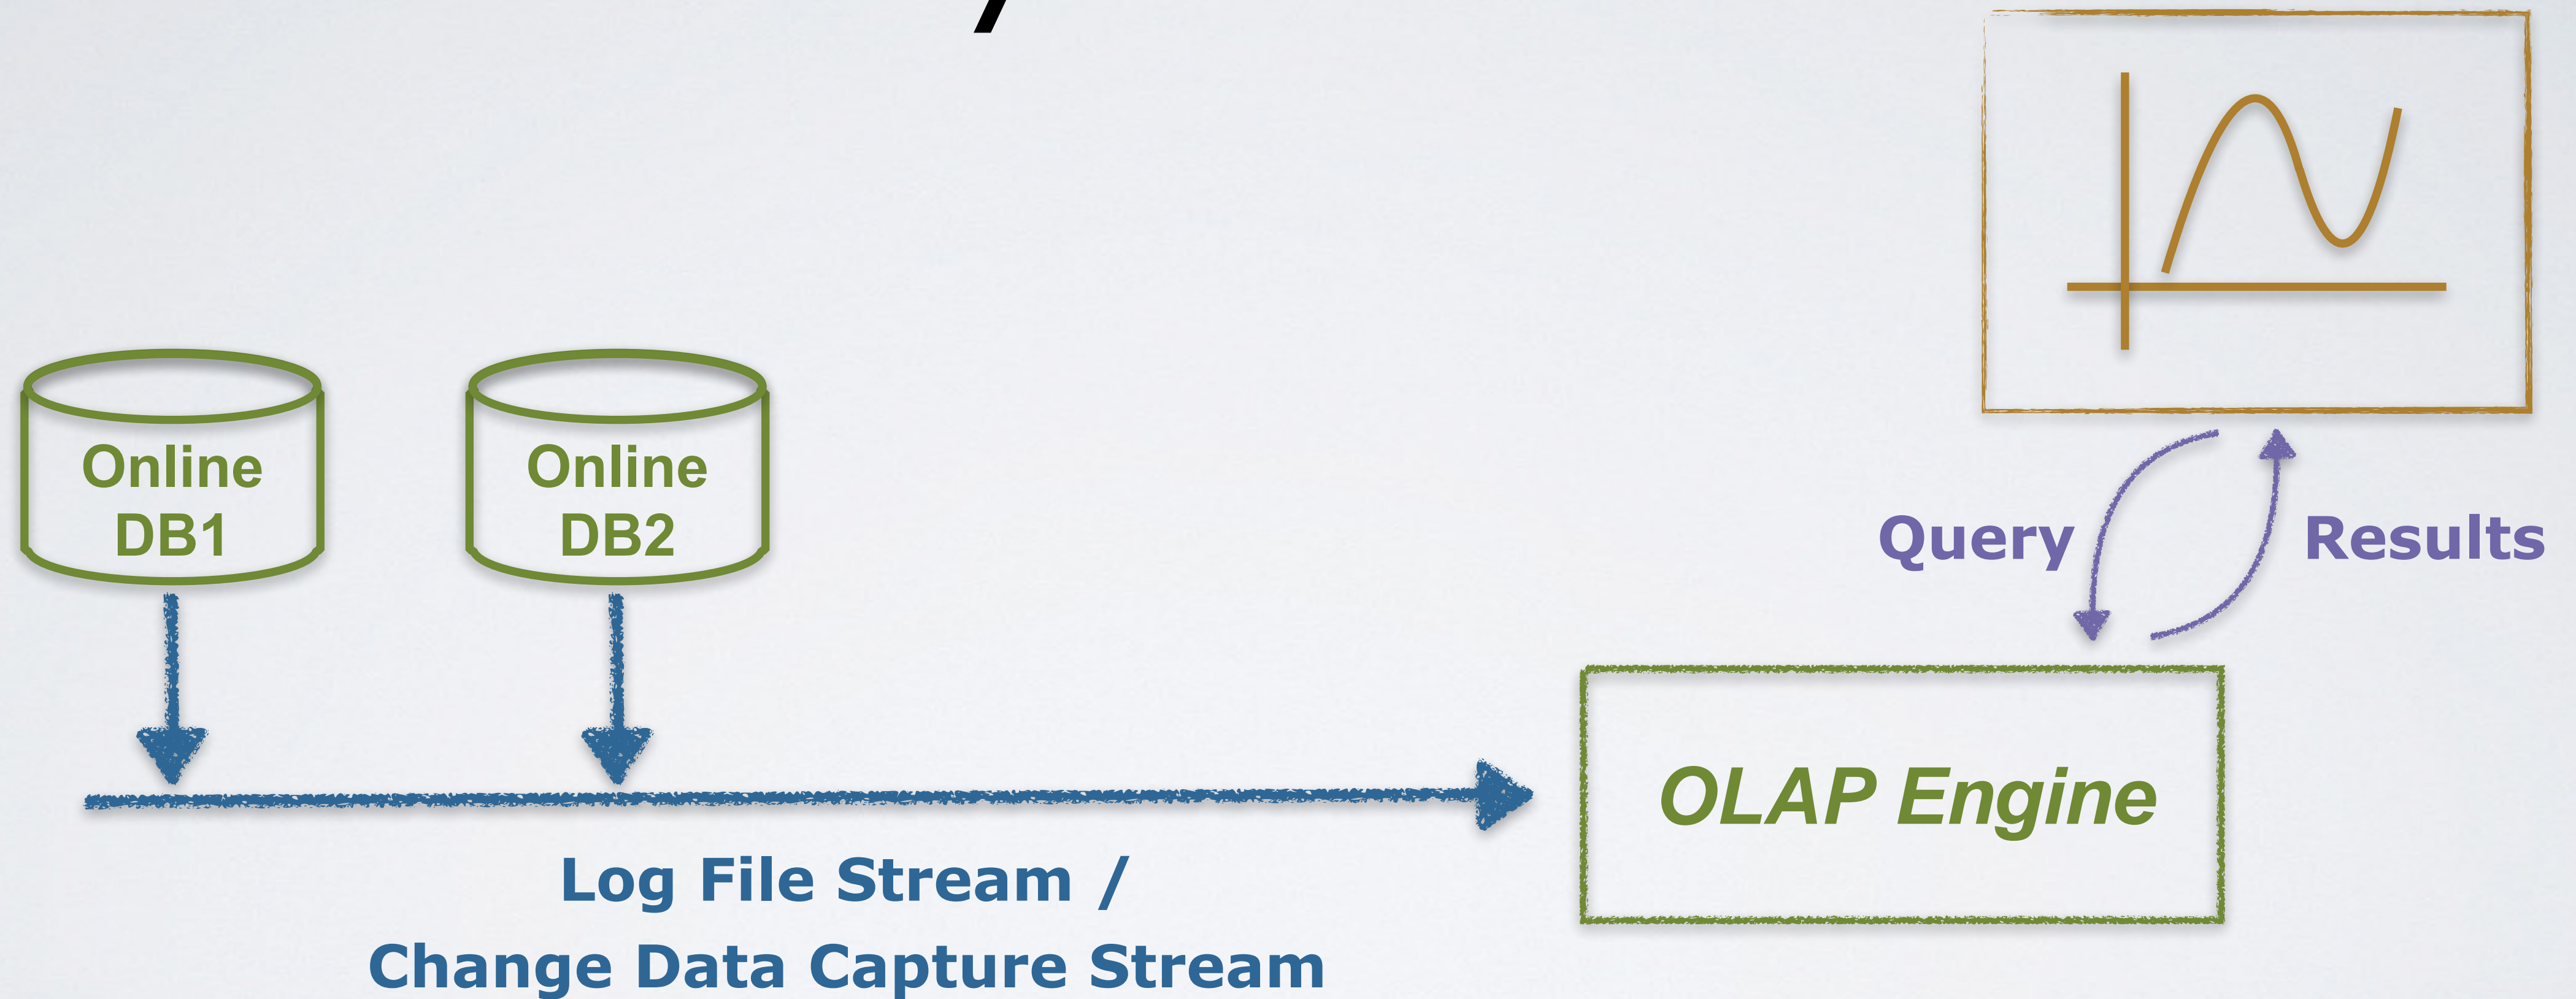 Online
DB1
Online
DB2
Query
Results
OLAP Engine
Log File Stream /
Change Data Capture Stream